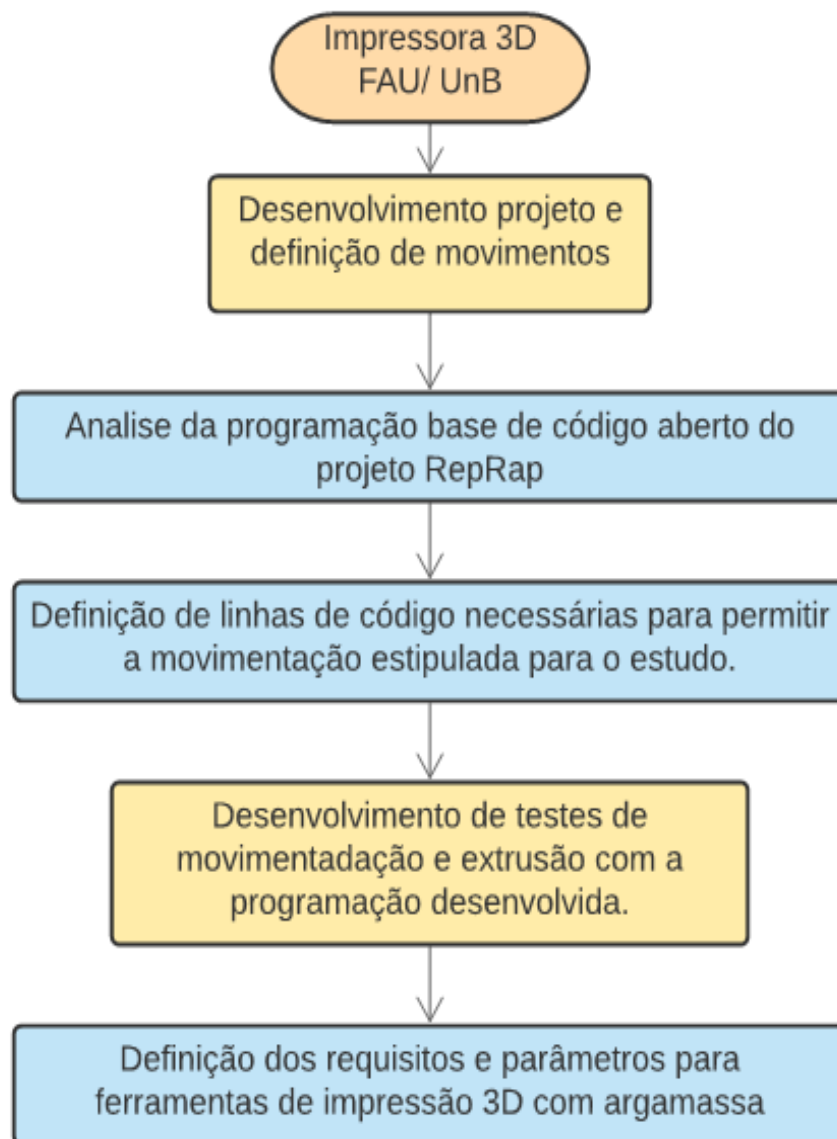 Impressora 3D
FAU/ UnB
Desenvolvimento projeto e
definição de movimentos
Analise da programação base de código aberto do
projeto RepRap
Definição de linhas de código necessárias para permitir
a movimentação estipulada para o estudo.
Desenvolvimento de testes de
movimentadação e extrusão com a
programação desenvolvida.
Definição dos requisitos e parâmetros para
ferramentas de impressão 3D com argamassa